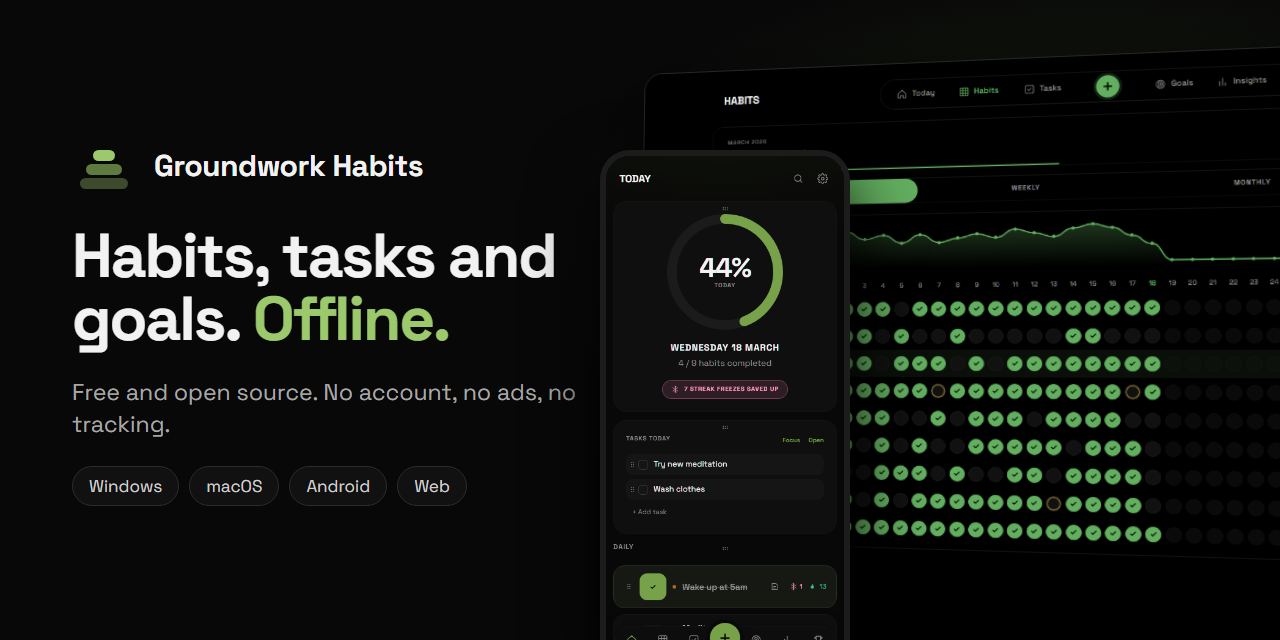 Groundwork Habits
Habits, tasks and
goals. Offline.
Free and open source. No account, no ads, no
tracking.
Windows
macOS
Android
Web
HABITS
Today
Habits
Tasks
+
Goals
Insights
MARCH 2026
WEEKLY
MONTHLY
3 4 5 6 7 8 9 10 11 12 13 14 15 16 17 18 19 20 21 22 23 24
TODAY
44%
TODAY
WEDNESDAY 18 MARCH
4 / 9 habits completed
7 STREAK FREEZES SAVED UP
TASKS TODAY
Focus
Open
Try new meditation
Wash clothes
+ Add task
DAILY
Wake up at 5am
1
13
+